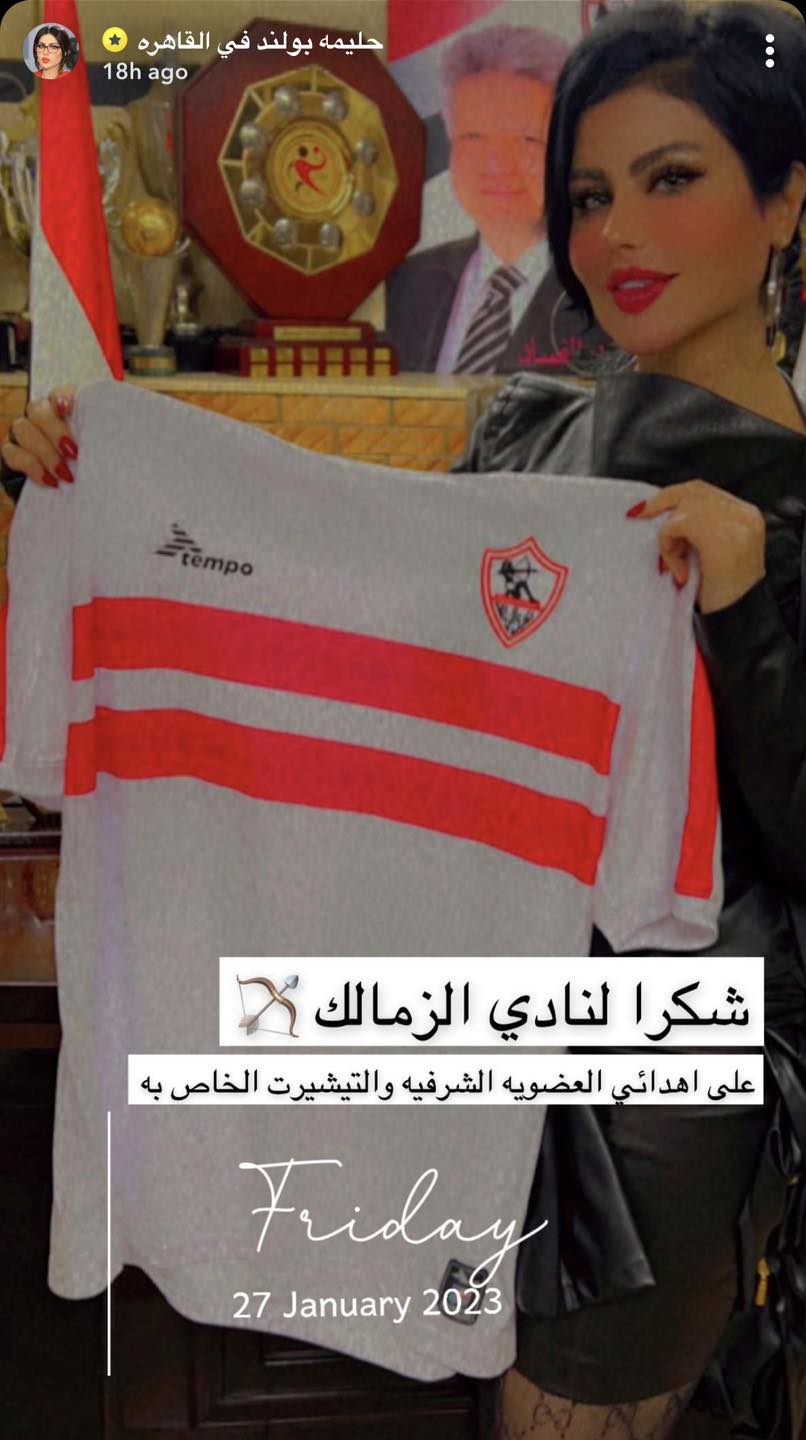 حليمه بولند في القاهره
18h ago
tempo
شكرا لنادي الزمالك
على اهدائي العضويه الشرفيه والتيشيرت الخاص به
Friday
27 January 2023